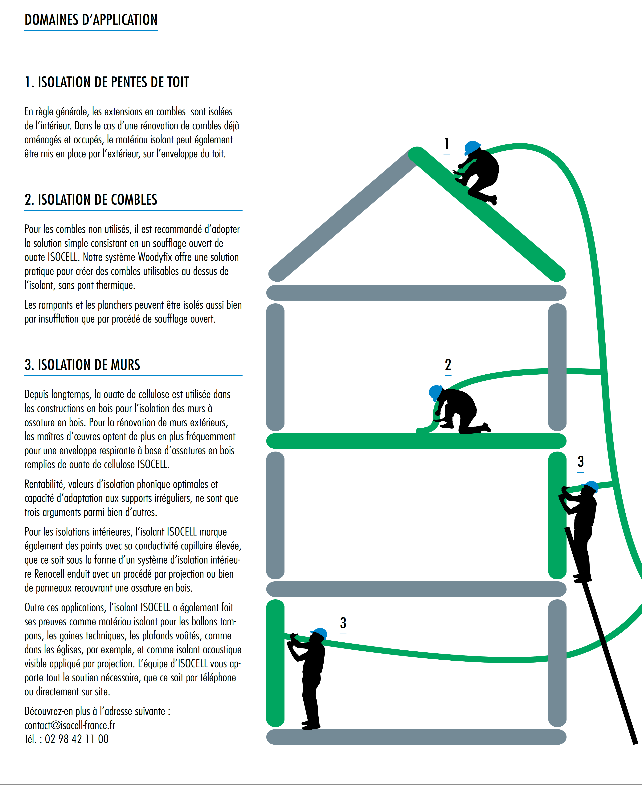 DOMAINES D'APPLICATION
1. ISOLATION DE PENTES DE TOIT
En règle générale, les extensions en combles sont isolées
de l'intérieur. Dans le cas d'une rénovation de combles déjà
aménagés et occupés, le matériau isolant peut également
être mis en place par l'extérieur, sur l'enveloppe du toit.
2. ISOLATION DE COMBLES
Pour les combles non utilisés, il est recommandé d'adopter
la solution simple consistant en un soufflage ouvert de
ouate ISOCELL. Notre système Woodyfix offre une solution
pratique pour créer des combles utilisables au dessus de
l'isolant, sans pont thermique.
Les rampants et les planchers peuvent être isolés aussi bien
par insufflation que par procédé de soufflage ouvert.
3. ISOLATION DE MURS
Depuis longtemps, la ouate de cellulose est utilisée dans
les constructions en bois pour l'isolation des murs à
ossature en bois. Pour la rénovation de murs extérieurs,
les maîtres d'œuvres optent de plus en plus fréquemment
pour une enveloppe respirante à base d'ossatures en bois
remplies de ouate de cellulose ISOCELL.
Rentabilité, valeurs d'isolation phonique optimales et
capacité d'adaptation aux supports irréguliers, ne sont que
trois arguments parmi bien d'autres.
Pour les isolations intérieures, l'isolant ISOCELL marque
également des points avec sa conductivité capillaire élevée,
que ce soit sous la forme d'un système d'isolation intérieu-
re Renocell enduit avec un procédé par projection ou bien
de panneaux recouvrant une ossature en bois.
Outre ces applications, l'isolant ISOCELL a également fait
ses preuves comme matériau isolant pour les ballons tam-
pons, les gaines techniques, les plafonds voûtés, comme
dans les églises, par exemple, et comme isolant acoustique
visible appliqué par projection. L'équipe d'ISOCELL vous ap-
porte tout le soutien nécessaire, que ce soit par téléphone
ou directement sur site.
Découvrez-en plus à l'adresse suivante :
contact@isocell-france.fr
Tél. : 02 98 42 11 00
1
2
3
3